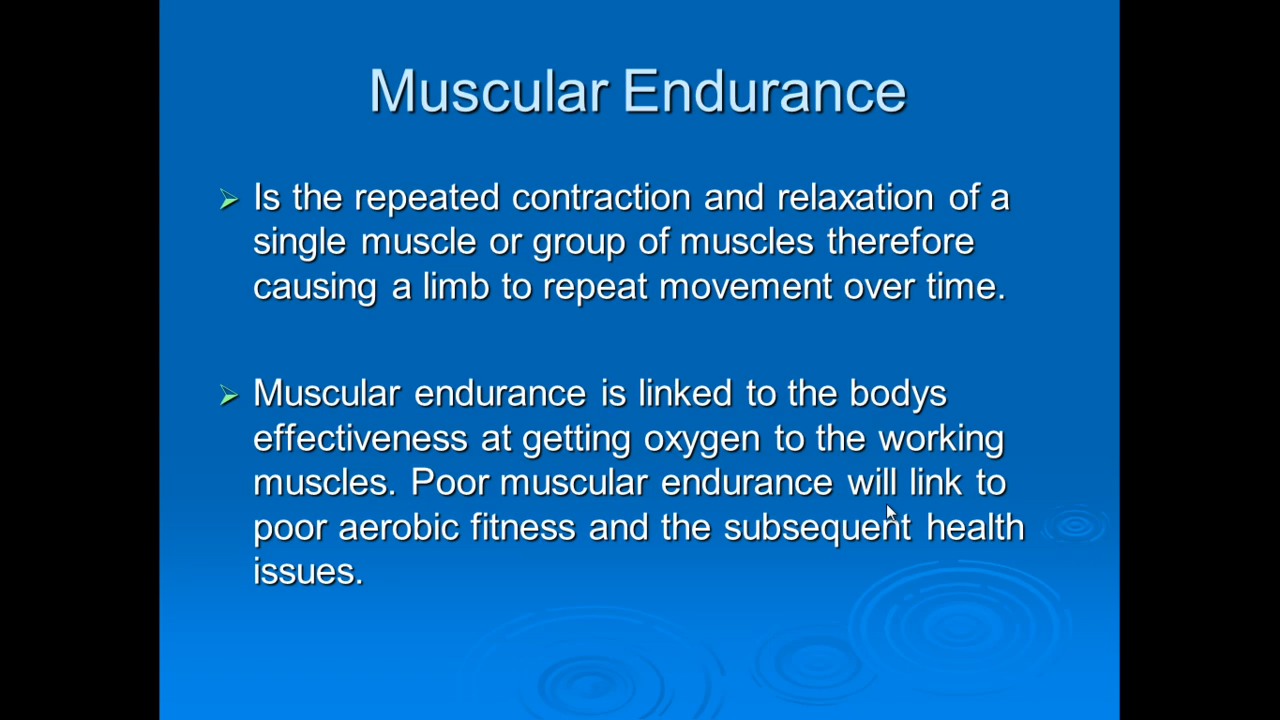 Muscular Endurance
Is the repeated contraction and relaxation of a
single muscle or group of muscles therefore
causing a limb to repeat movement over time.
Muscular endurance is linked to the bodys
effectiveness at getting oxygen to the working
muscles. Poor muscular endurance will link to
poor aerobic fitness and the subsequent health
issues.